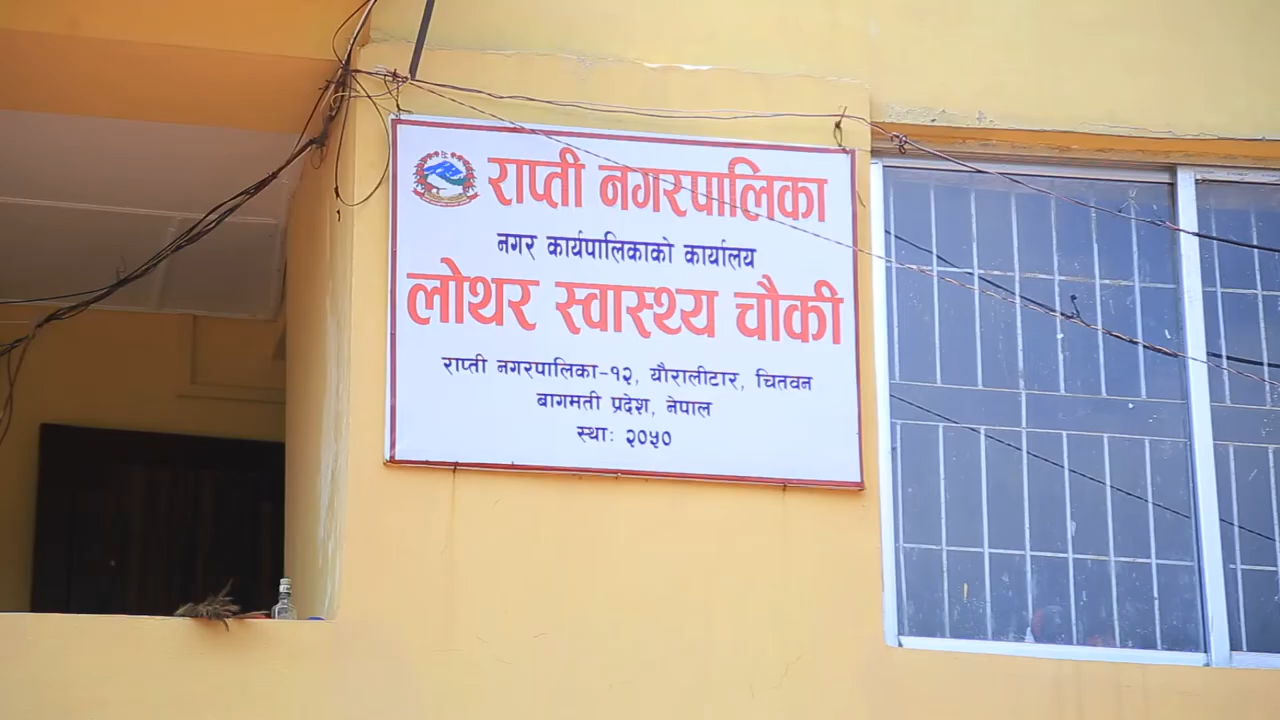 राप्ती नगरपालिका
नगर कार्यपालिकाको कार्यालय
लोथर स्वास्थ्य चौकी
राप्ती नगरपालिका-१२, यौरालीटार, चितवन
बागमती प्रदेश, नेपाल
स्था: २०५०